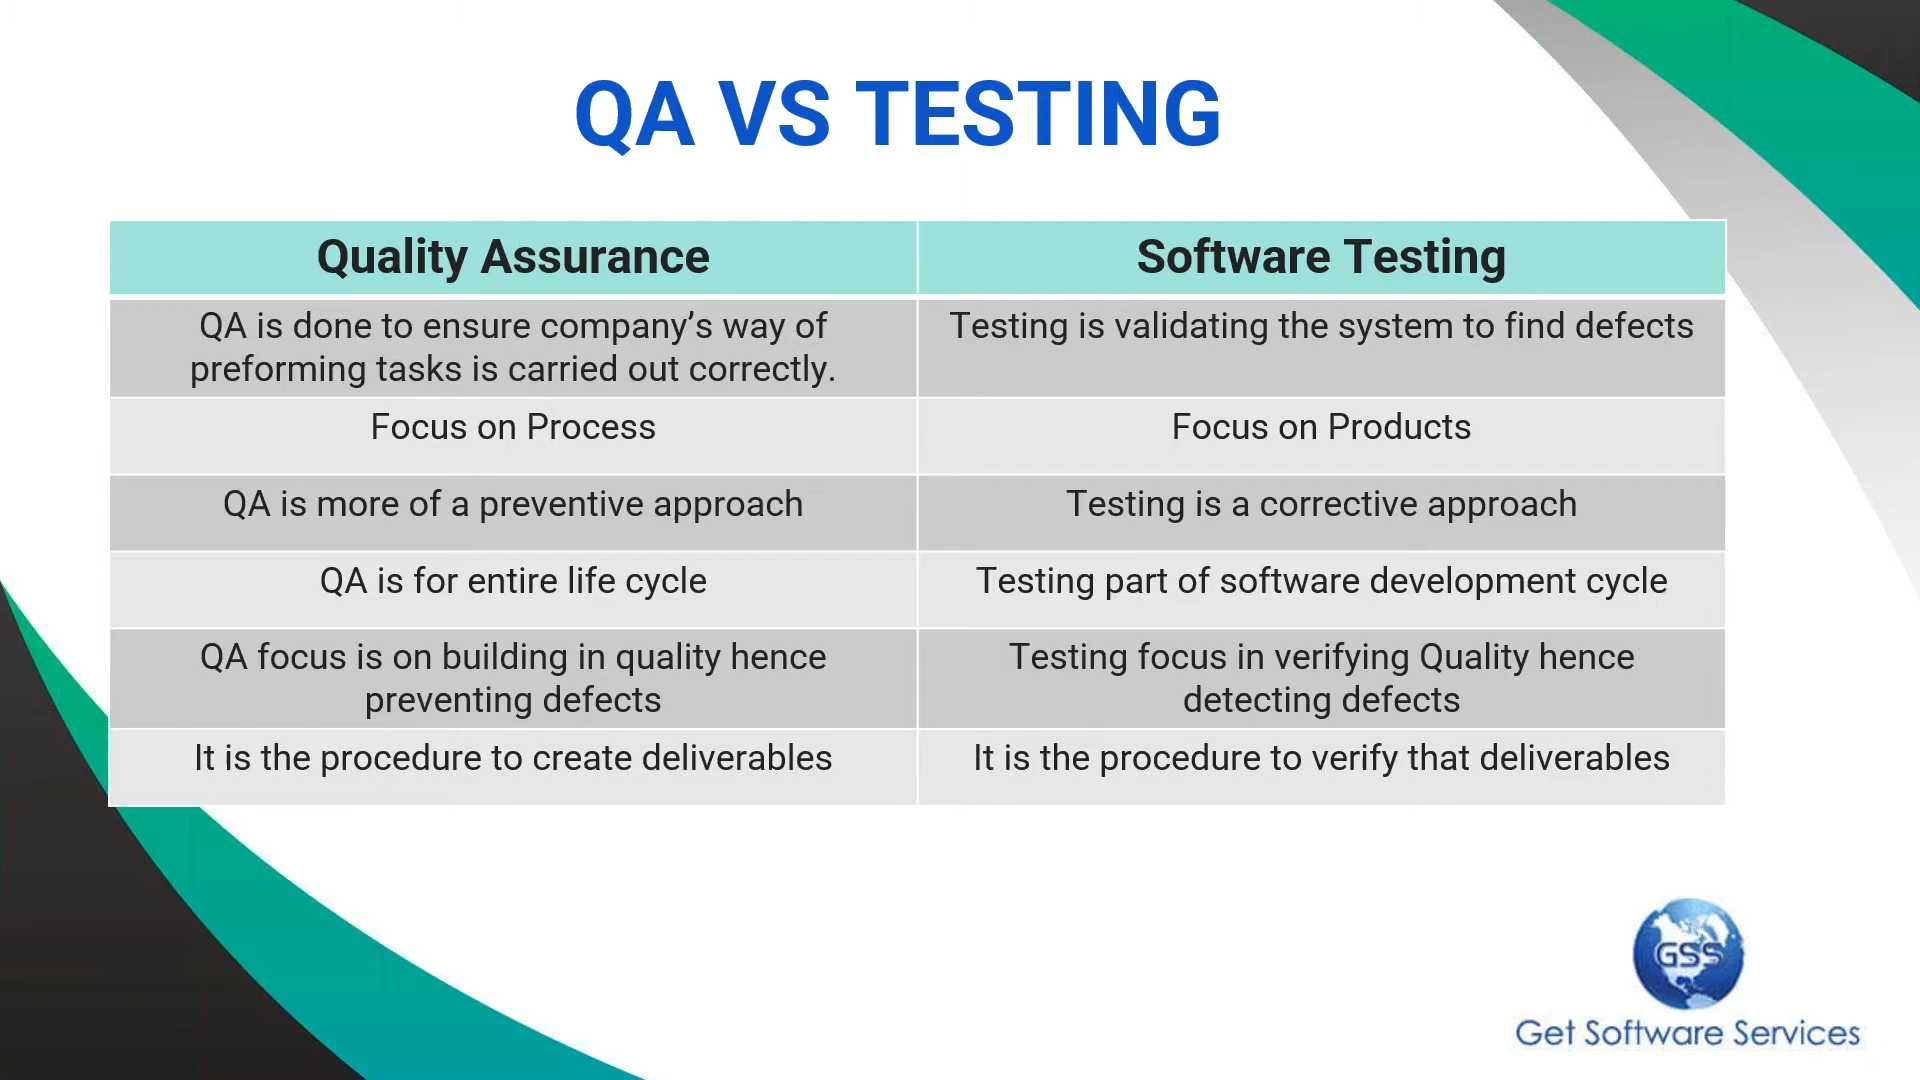 QA VS TESTING
Quality Assurance
Software Testing
QA is done to ensure company’s way of
preforming tasks is carried out correctly.
Testing is validating the system to find defects
Focus on Process
Focus on Products
QA is more of a preventive approach
Testing is a corrective approach
QA is for entire life cycle
Testing part of software development cycle
QA focus is on building in quality hence
preventing defects
Testing focus in verifying Quality hence
detecting defects
It is the procedure to create deliverables
It is the procedure to verify that deliverables
GSS
Get Software Services